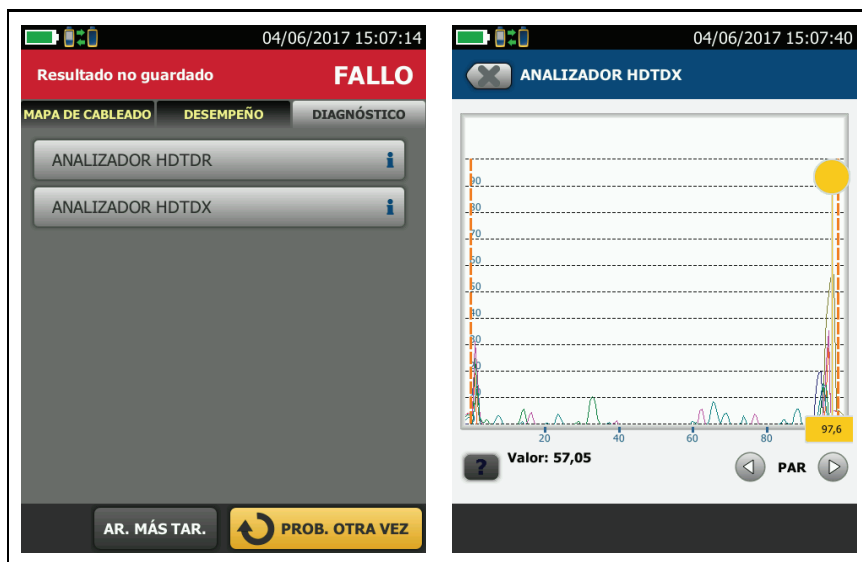 04/06/2017 15:07:14
Resultado no guardado
FALLO
MAPA DE CABLEADO
DESEMPEÑO
DIAGNÓSTICO
ANALIZADOR HDTDR
i
ANALIZADOR HDTDX
i
AR. MÁS TAR.
PROB. OTRA VEZ
04/06/2017 15:07:40
ANALIZADOR HDTDX
90
80
70
60
50
40
30
20
10
20
40
60
80
97,6
Valor: 57,05
?
PAR